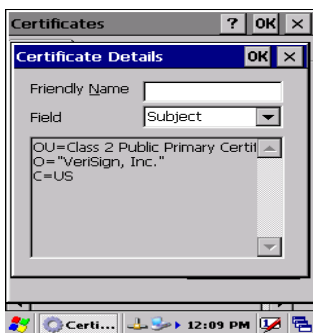 Certificates ? OK ×
Certificate Details OK ×
Friendly Name
Field Subject
OU=Class 2 Public Primary Certif
O="VeriSign, Inc."
C=US
Certi... 12:09 PM